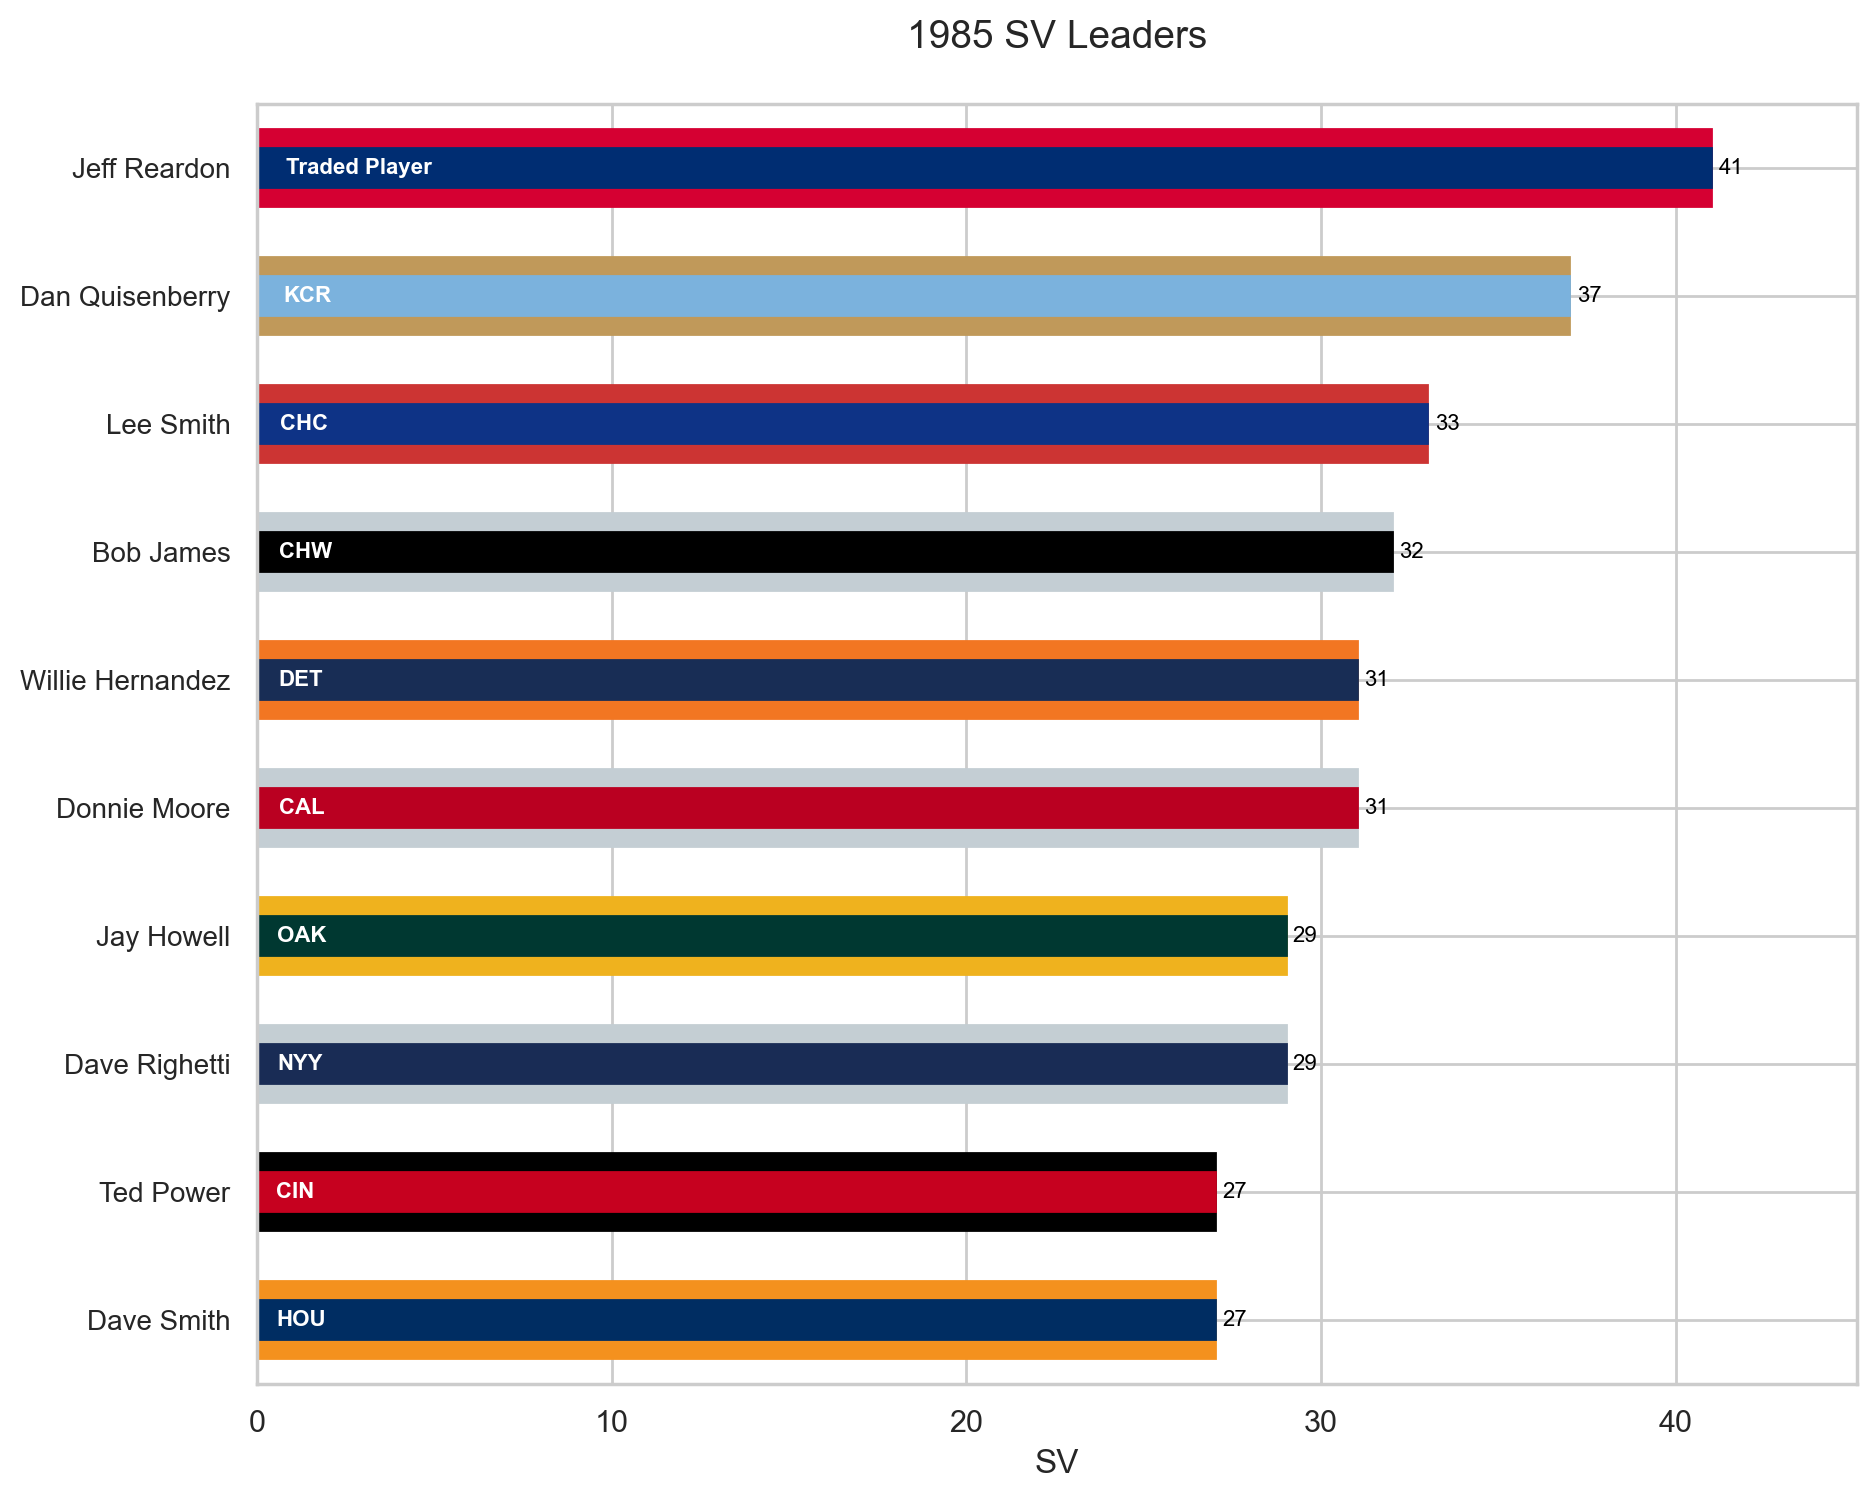 1985 SV Leaders
Jeff Reardon
Traded Player
41
Dan Quisenberry
KCR
37
Lee Smith
CHC
33
Bob James
CHW
32
Willie Hernandez
DET
31
Donnie Moore
CAL
31
Jay Howell
OAK
29
Dave Righetti
NYY
29
Ted Power
CIN
27
Dave Smith
HOU
27
0 10 20 30 40
SV